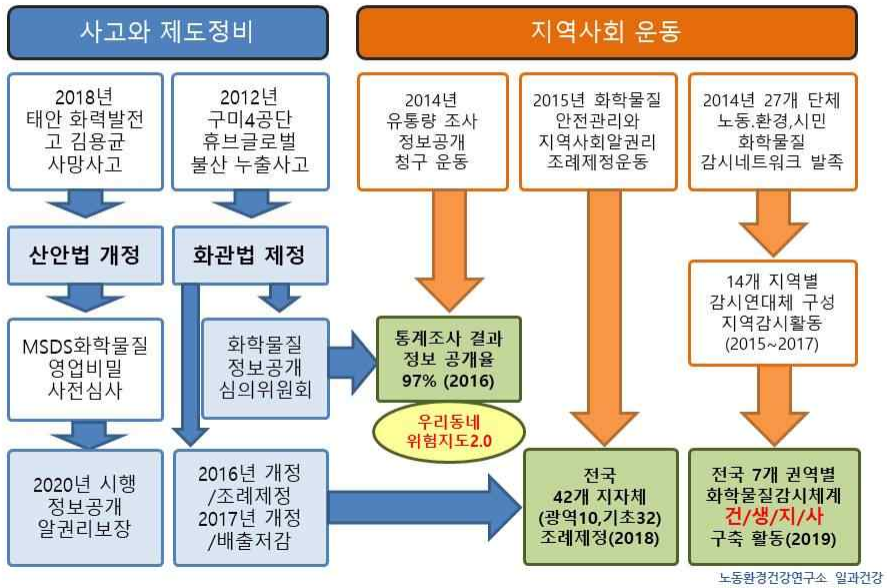 사고와 제도정비
지역사회 운동
2018년
태안 화력발전
고 김용균
사망사고
2012년
구미4공단
휴브글로벌
불산 누출사고
2014년
유통량 조사
정보공개
청구 운동
2015년 화학물질
안전관리와
지역사회알권리
조례제정운동
2014년 27개 단체
노동.환경,시민
화학물질
감시네트워크 발족
산안법 개정
화관법 제정
14개 지역별
감시연대체 구성
지역감시활동
(2015~2017)
MSDS화학물질
영업비밀
사전심사
화학물질
정보공개
심의위원회
통계조사 결과
정보 공개율
97% (2016)
우리동네
위험지도2.0
2020년 시행
정보공개
알권리보장
2016년 개정
/조례제정
2017년 개정
/배출저감
전국
42개 지자체
(광역10,기초32)
조례제정(2018)
전국 7개 권역별
화학물질감시체계
건/생/지/사
구축 활동(2019)
노동환경건강연구소 일과건강